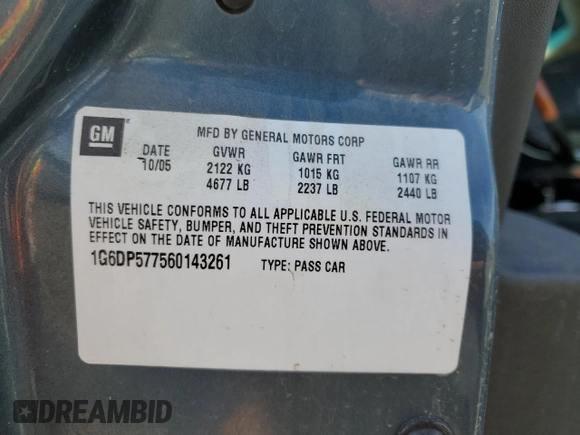 GM
MFD BY GENERAL MOTORS CORP
DATE GVWR GAWR FRT GAWR RR
10/05 2122 KG 1015 KG 1107 KG
4677 LB 2237 LB 2440 LB
THIS VEHICLE CONFORMS TO ALL APPLICABLE U.S. FEDERAL MOTOR
VEHICLE SAFETY, BUMPER, AND THEFT PREVENTION STANDARDS IN
EFFECT ON THE DATE OF MANUFACTURE SHOWN ABOVE.
1G6DP577560143261 TYPE: PASS CAR
DREAMBID